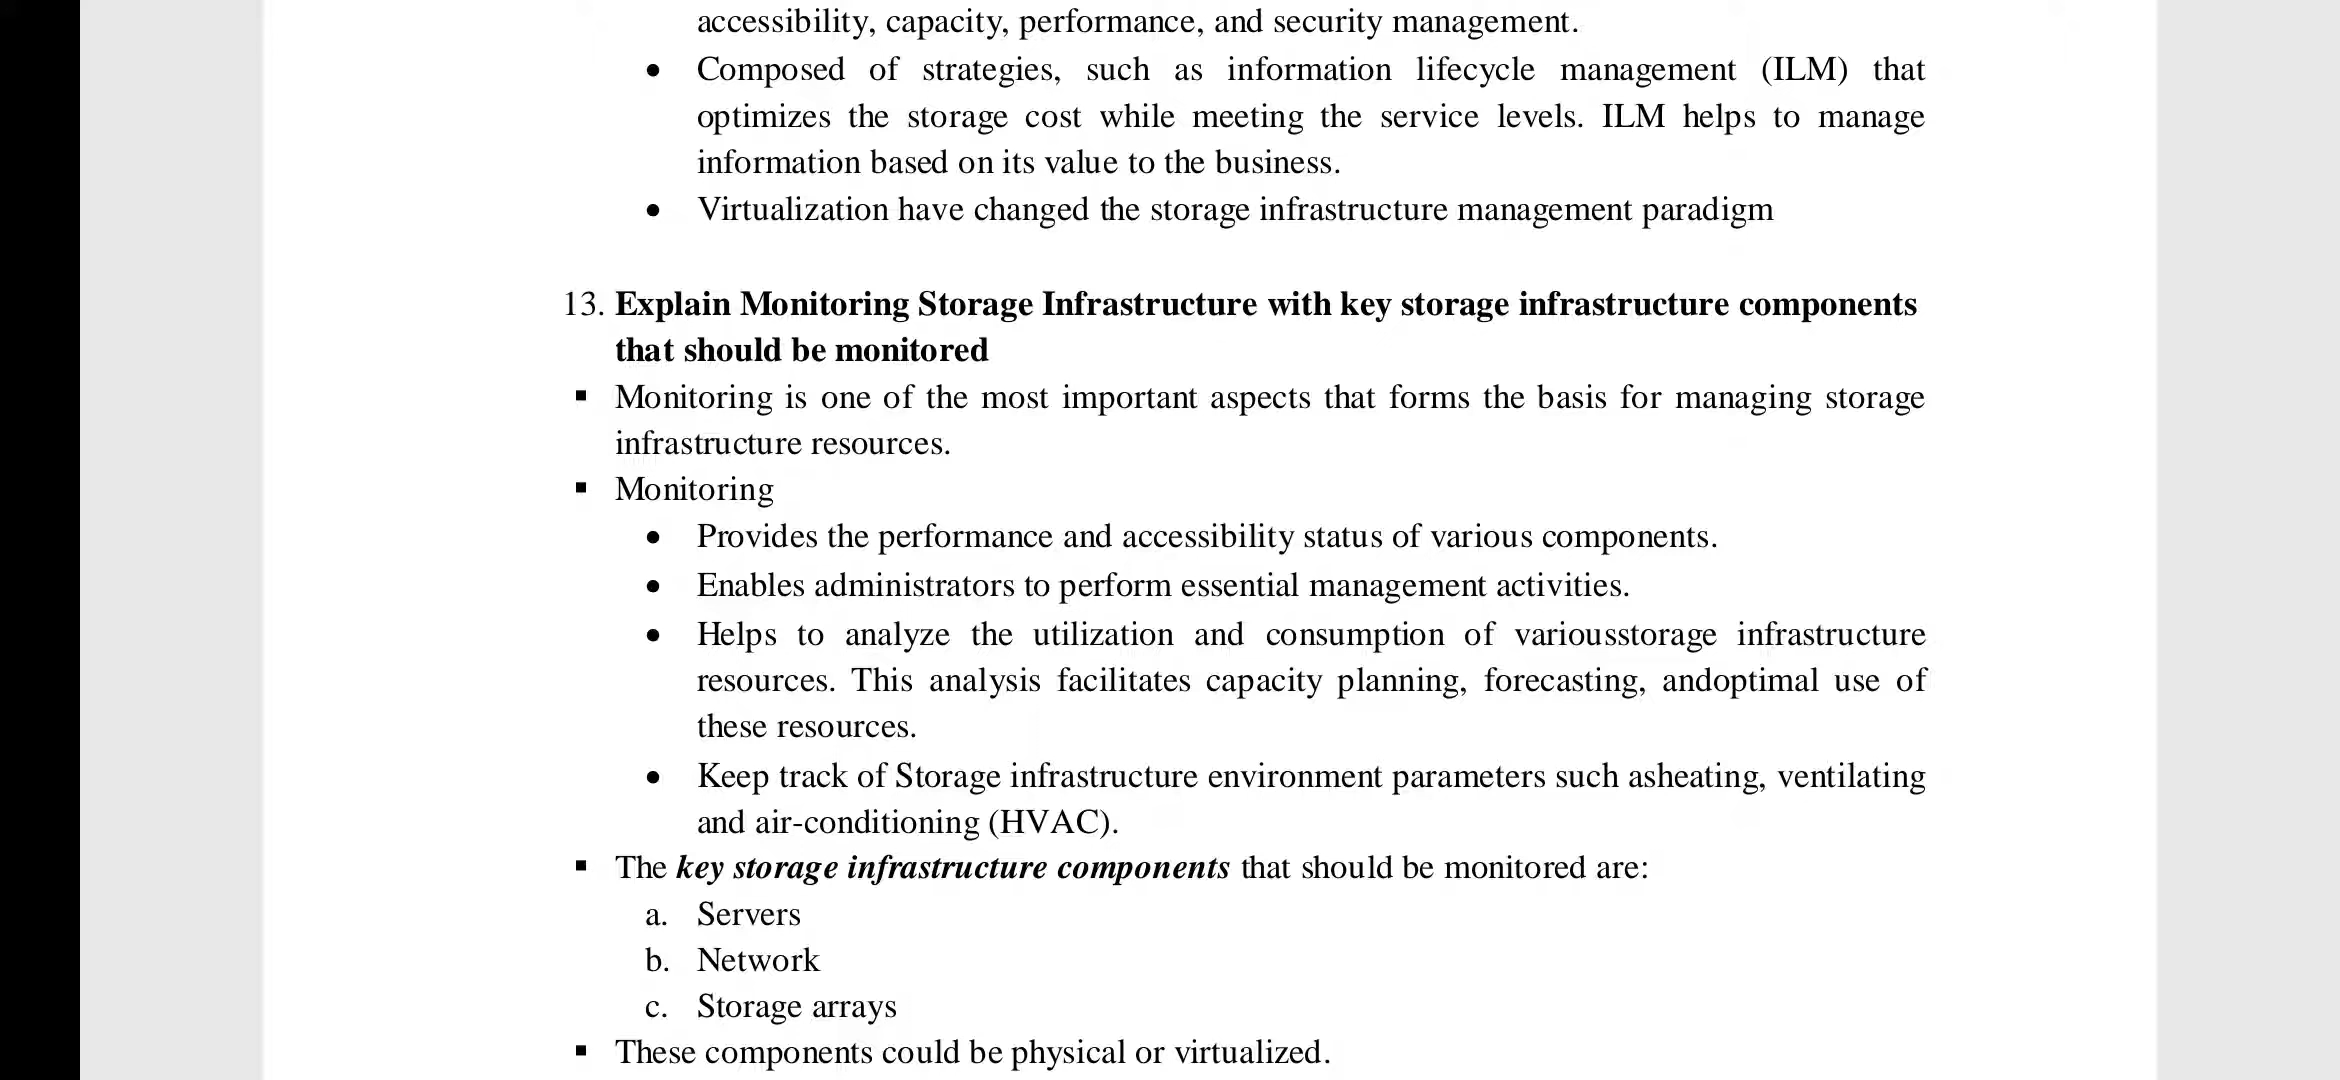 accessibility, capacity, performance, and security management.
• Composed of strategies, such as information lifecycle management (ILM) that
optimizes the storage cost while meeting the service levels. ILM helps to manage
information based on its value to the business.
• Virtualization have changed the storage infrastructure management paradigm
13. Explain Monitoring Storage Infrastructure with key storage infrastructure components
that should be monitored
▪ Monitoring is one of the most important aspects that forms the basis for managing storage
infrastructure resources.
▪ Monitoring
• Provides the performance and accessibility status of various components.
• Enables administrators to perform essential management activities.
• Helps to analyze the utilization and consumption of variousstorage infrastructure
resources. This analysis facilitates capacity planning, forecasting, andoptimal use of
these resources.
• Keep track of Storage infrastructure environment parameters such asheating, ventilating
and air-conditioning (HVAC).
▪ The key storage infrastructure components that should be monitored are:
a. Servers
b. Network
c. Storage arrays
▪ These components could be physical or virtualized.